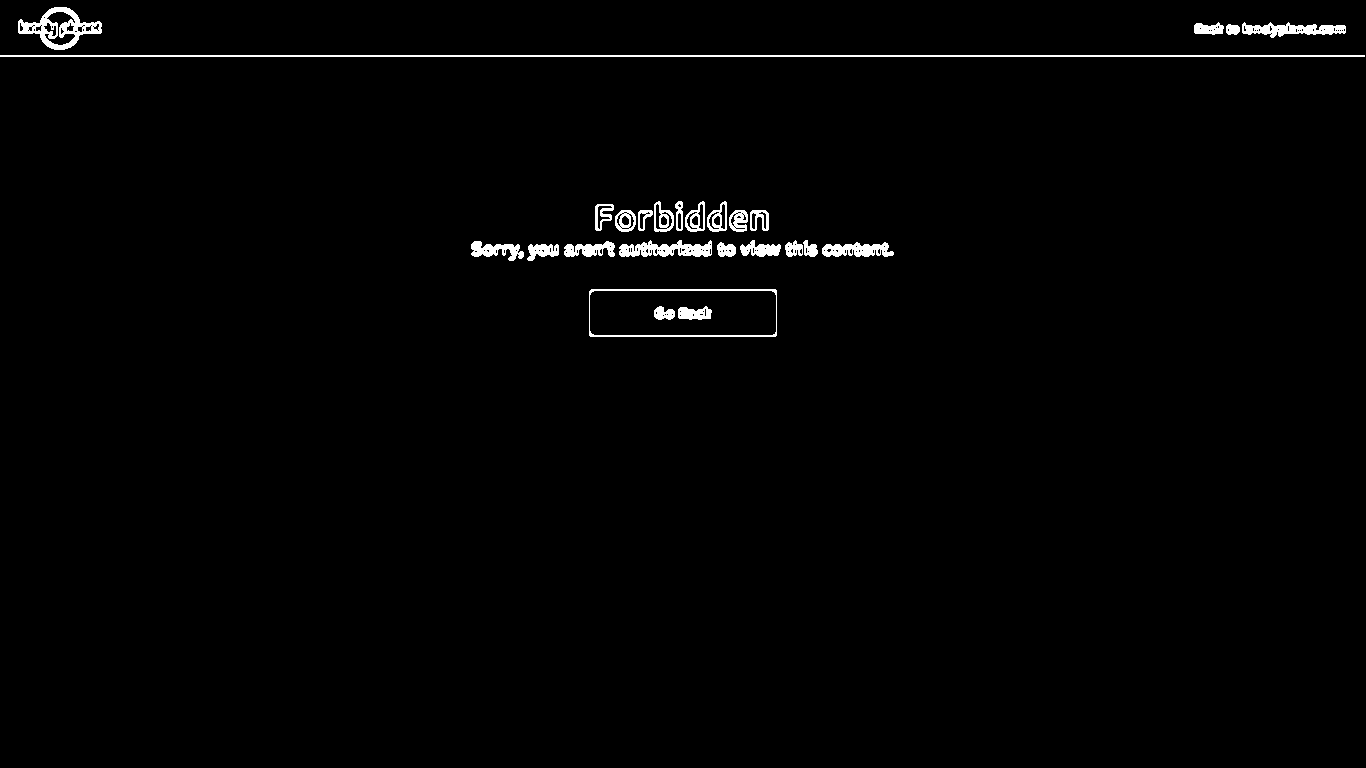 lonely planet
Back to lonelyplanet.com
Forbidden
Sorry, you aren't authorized to view this content.
Go Back